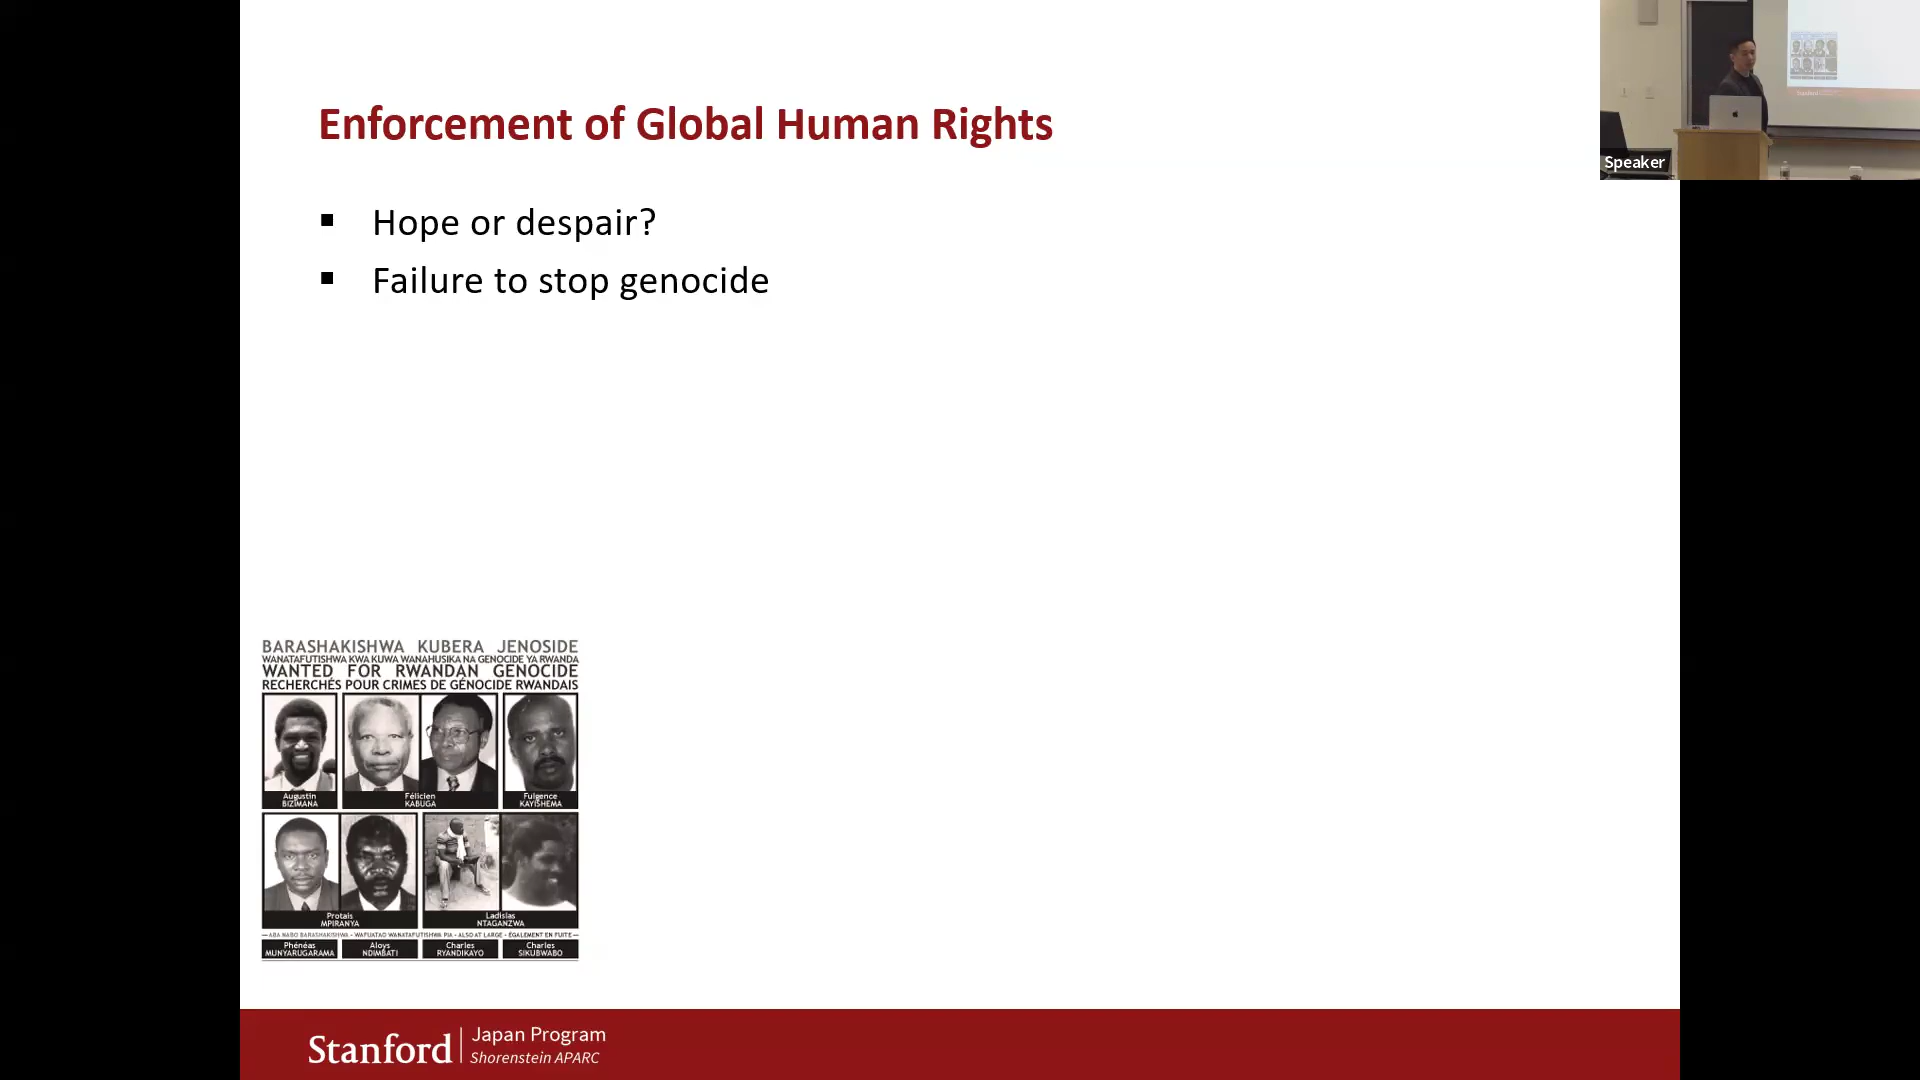 Enforcement of Global Human Rights
Hope or despair?
Failure to stop genocide
BARASHAKISHWA KUBERA JENOSIDE
WANATAFUTISHWA KWA KUWA WANAHUSIKA NA GENOCIDE YA RWANDA
WANTED FOR RWANDAN GENOCIDE
RECHERCHÉS POUR CRIMES DE GÉNOCIDE RWANDAIS
Augustin
BIZIMANA
Félicien
KABUGA
Fulgence
KAYISHEMA
Protais
MPIRANYA
Ladislas
NTAGANZWA
ABA NABO BARASHAKISHWA - WAFUATAO WANATAFUTISHWA PIA - ALSO AT LARGE - ÉGALEMENT EN FUITE
Phénéas
MUNYARUGARAMA
Aloys
NDIMBATI
Charles
RYANDIKAYO
Charles
SIKUBWABO
Stanford
Japan Program
Shorenstein APARC
Speaker
Stanford